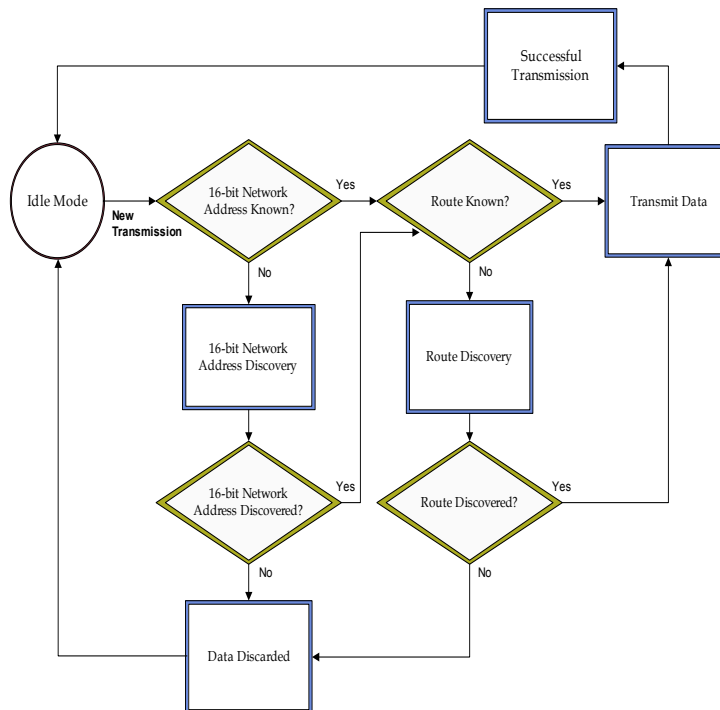 Successful
Transmission
Idle Mode
New
Transmission
16-bit Network
Address Known?
Yes
Route Known?
Yes
Transmit Data
No
No
16-bit Network
Address Discovery
Route Discovery
16-bit Network
Address Discovered?
Yes
Route Discovered?
Yes
No
No
Data Discarded